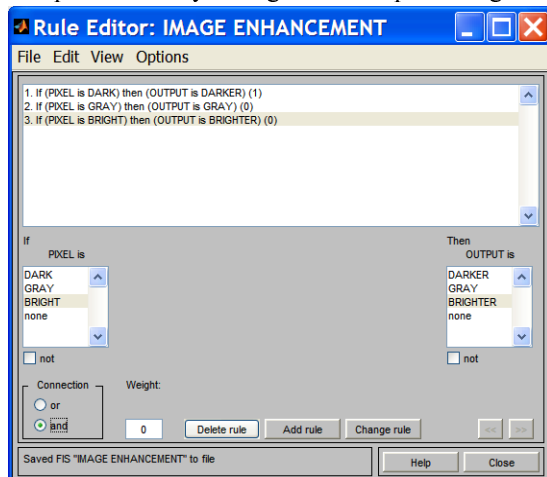 Rule Editor: IMAGE ENHANCEMENT
File Edit View Options
1. If (PIXEL is DARK) then (OUTPUT is DARKER) (1)
2. If (PIXEL is GRAY) then (OUTPUT is GRAY) (0)
3. If (PIXEL is BRIGHT) then (OUTPUT is BRIGHTER) (0)
If
PIXEL is
DARK
GRAY
BRIGHT
none
not
Then
OUTPUT is
DARKER
GRAY
BRIGHTER
none
not
Connection
or
and
Weight:
0
Delete rule
Add rule
Change rule
<<
>>
Saved FIS "IMAGE ENHANCEMENT" to file
Help
Close